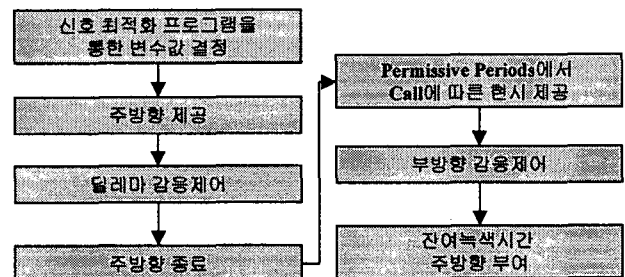 신호 최적화 프로그램을
통한 변수값 결정
주방향 제공
딜레마 감응제어
주방향 종료
Permissive Periods에서
Call에 따른 현시 제공
부방향 감응제어
잔여녹색시간
주방향 부여